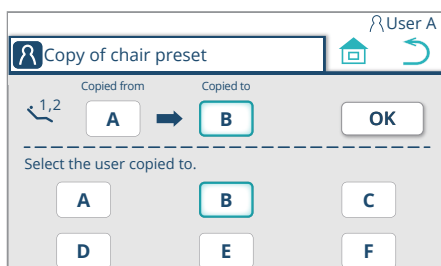 User A
Copy of chair preset
Copied from Copied to
1,2 A B OK
Select the user copied to.
A B C
D E F